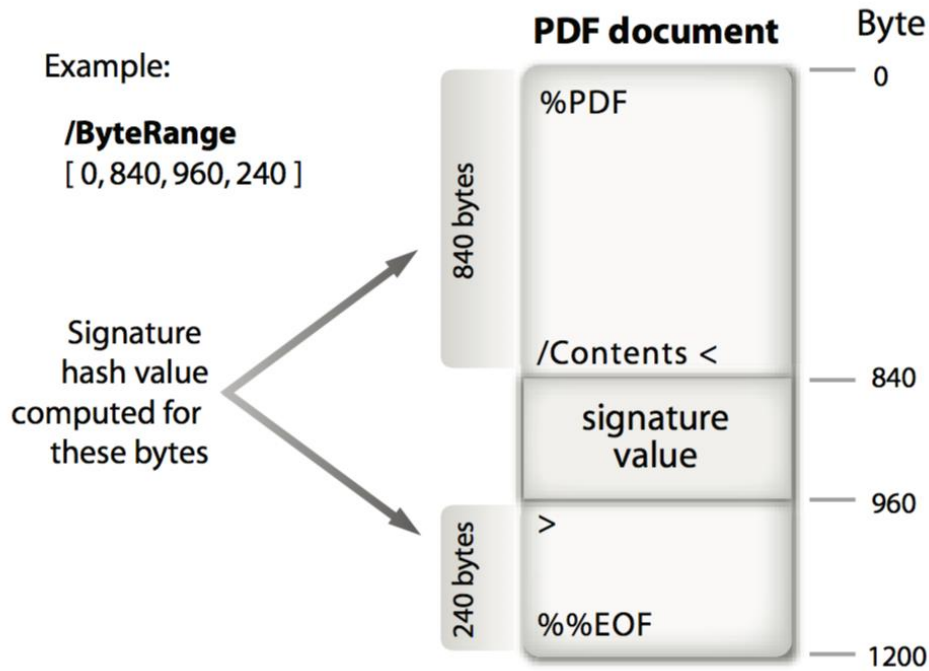 Example:
/ByteRange
[ 0, 840, 960, 240 ]
Signature
hash value
computed for
these bytes
840 bytes
240 bytes
PDF document
%PDF
/Contents <
signature
value
>
%%EOF
Byte
0
840
960
1200